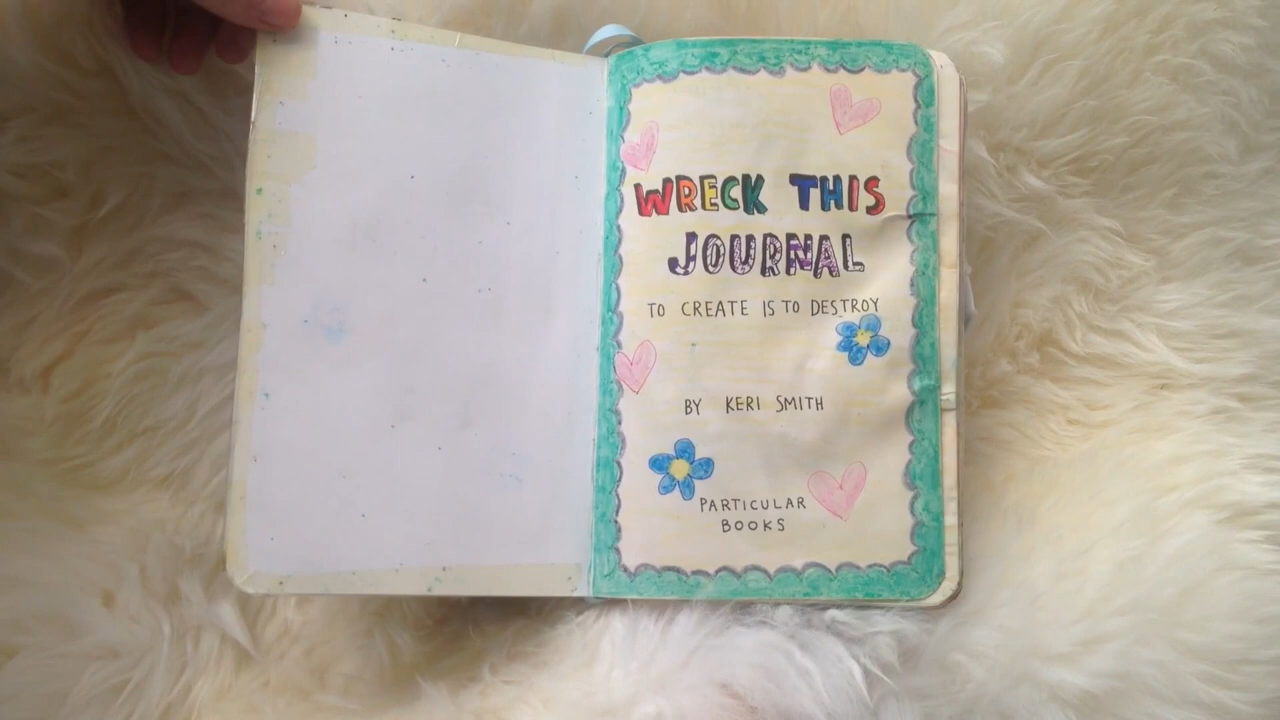 WRECK THIS
JOURNAL
TO CREATE IS TO DESTROY
BY KERI SMITH
PARTICULAR
BOOKS